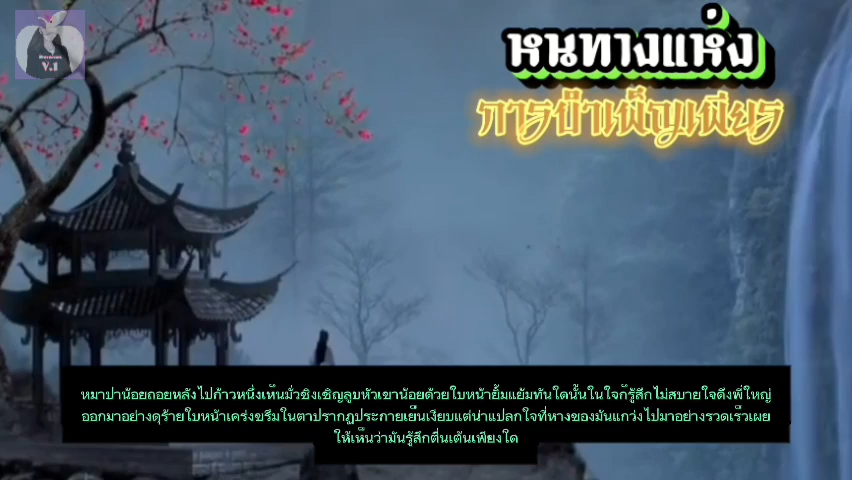 หนทางแห่ง
การบำเพ็ญเพียร
V.1
หมาป่าน้อยถอยหลังไปก้าวหนึ่งเห็นมั่วชิงเชิญลูบหัวเขาน้อยด้วยใบหน้ายิ้มแย้มทันใดนั้นในใจก็รู้สึกไม่สบายใจดึงพี่ใหญ่
ออกมาอย่างดุร้ายใบหน้าเคร่งขรึมในตาปรากฏประกายเย็นเงียบแต่น่าแปลกใจที่หางของมันแกว่งไปมาอย่างรวดเร็วเผย
ให้เห็นว่ามันรู้สึกตื่นเต้นเพียงใด